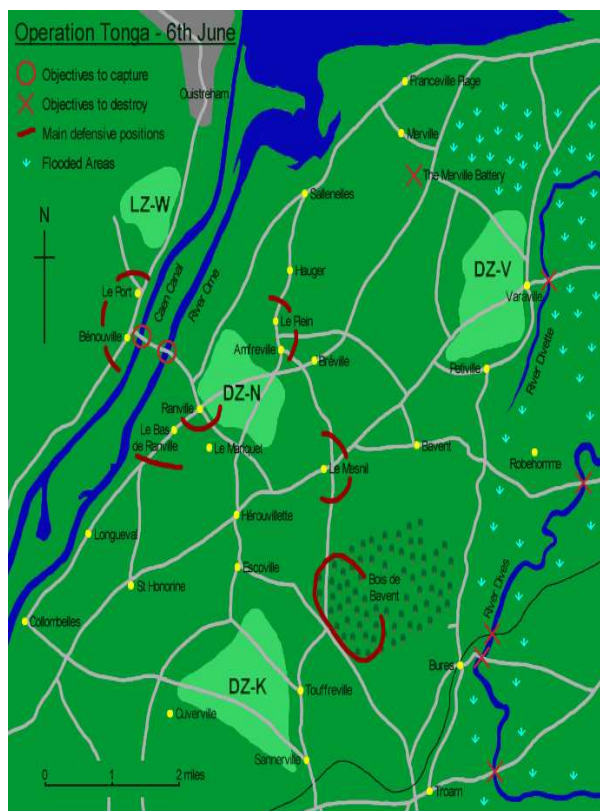 Operation Tonga - 6th June
Objectives to capture
Objectives to destroy
Main defensive positions
Flooded Areas
Ouistreham
Franceville Plage
Merville
The Merville Battery
N
LZ-W
Sallenelles
Caen Canal
River Orne
Hauger
DZ-V
Le Port
Varaville
Le Plein
Bénouville
Amfreville
Bréville
River Divette
DZ-N
Petiville
Ranville
Le Bas
de Ranville
Le Mariquet
Bavent
Robehomme
Le Mesnil
Hérouvillette
Longueval
Escoville
St Honorine
Bois de
Bavent
River Dives
Collombelles
Bures
DZ-K
Touffreville
Cuverville
Sannerville
0
2 miles
Troarn